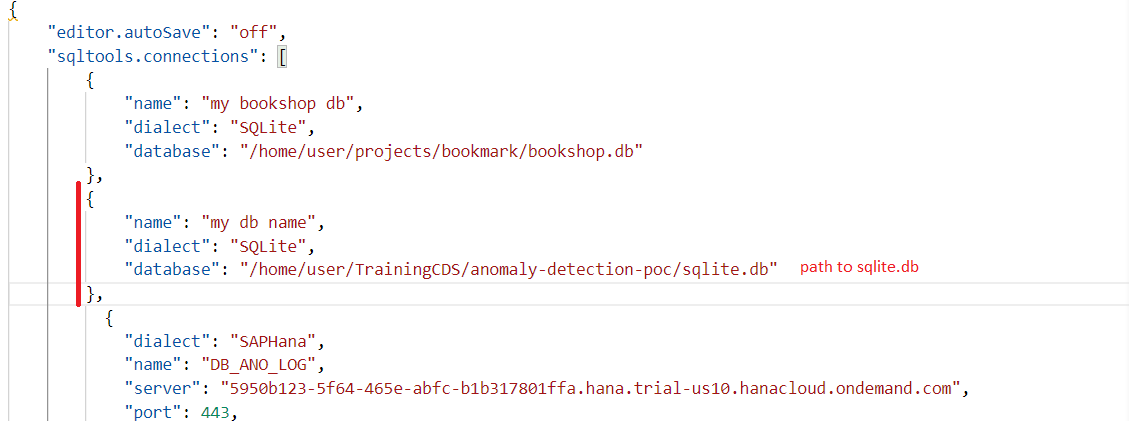 {
"editor.autoSave": "off",
"sqltools.connections": [
{
"name": "my bookshop db",
"dialect": "SQLite",
"database": "/home/user/projects/bookmark/bookshop.db"
},
{
"name": "my db name",
"dialect": "SQLite",
"database": "/home/user/TrainingCDS/anomaly-detection-poc/sqlite.db" path to sqlite.db
},
{
"dialect": "SAPHana",
"name": "DB_ANO_LOG",
"server": "5950b123-5f64-465e-abfc-b1b317801ffa.hana.trial-us10.hanacloud.ondemand.com",
"port": 443,